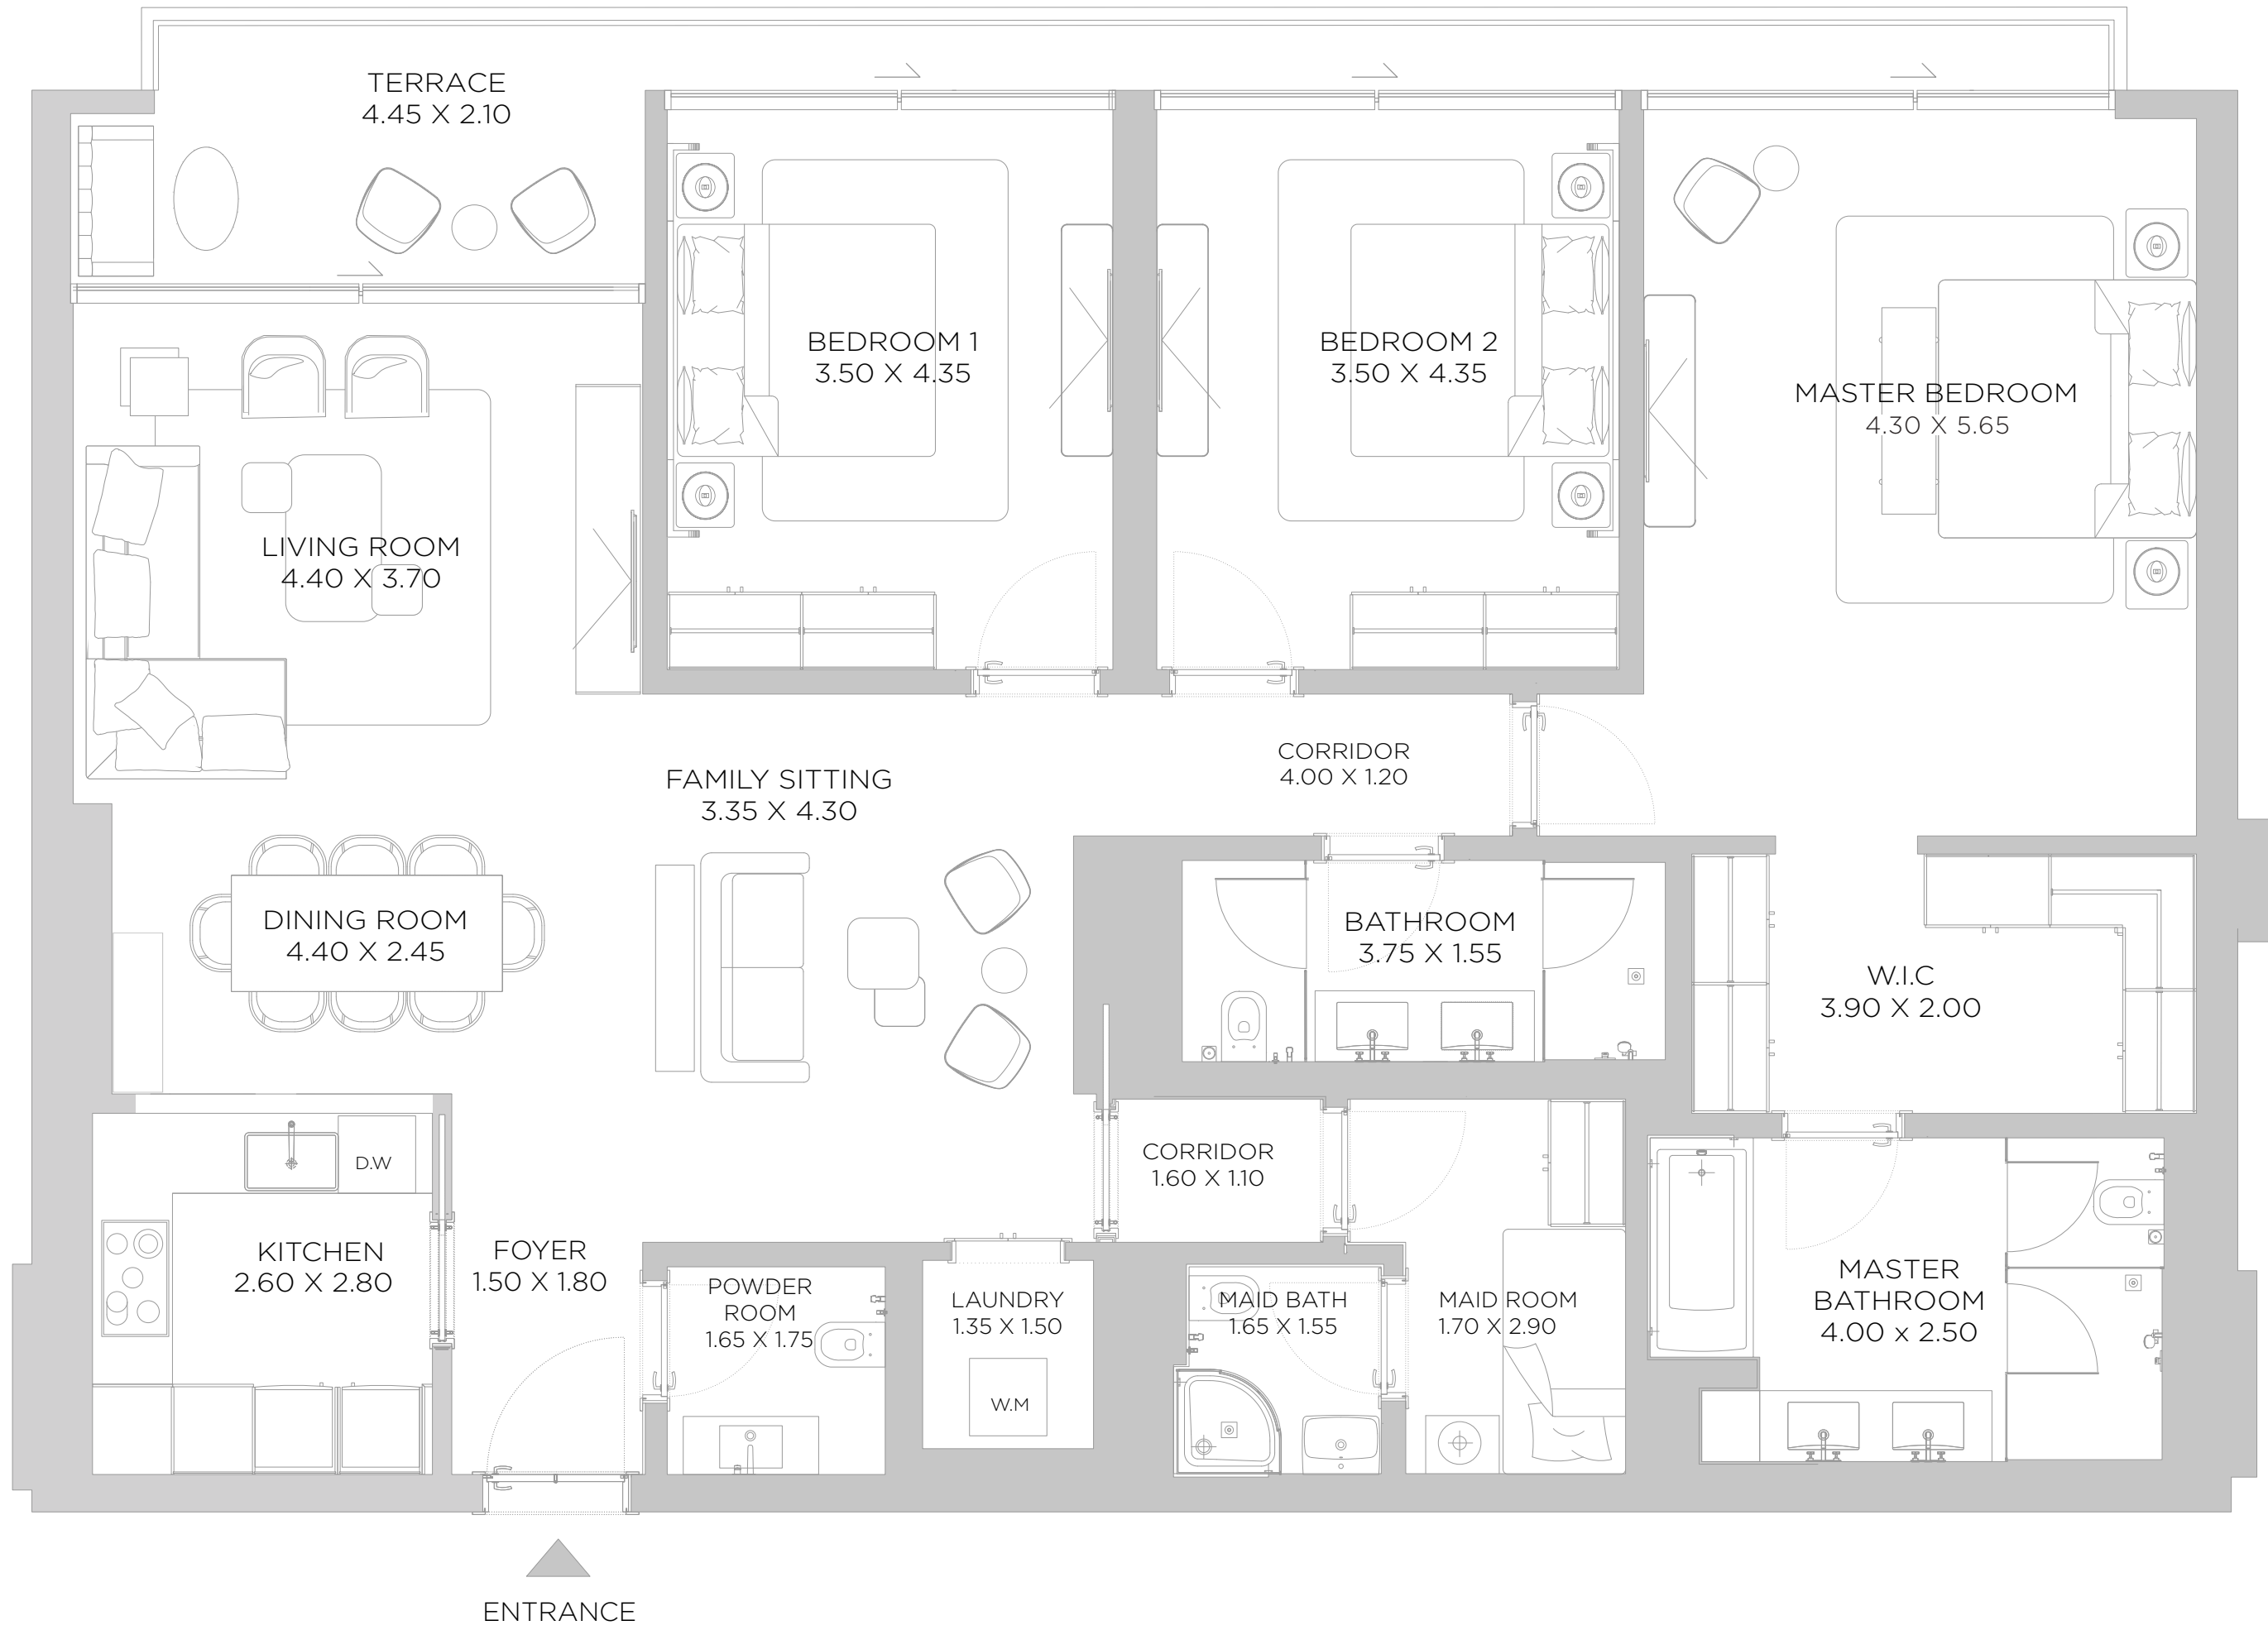 TERRACE
4.45 X 2.10
BEDROOM 1
3.50 X 4.35
BEDROOM 2
3.50 X 4.35
MASTER BEDROOM
4.30 X 5.65
LIVING ROOM
4.40 X 3.70
CORRIDOR
4.00 X 1.20
FAMILY SITTING
3.35 X 4.30
DINING ROOM
4.40 X 2.45
BATHROOM
3.75 X 1.55
W.I.C
3.90 X 2.00
D.W
CORRIDOR
1.60 X 1.10
KITCHEN
2.60 X 2.80
FOYER
1.50 X 1.80
POWDER
ROOM
1.65 X 1.75
LAUNDRY
1.35 X 1.50
W.M
MAID BATH
1.65 X 1.55
MAID ROOM
1.70 X 2.90
MASTER
BATHROOM
4.00 x 2.50
ENTRANCE